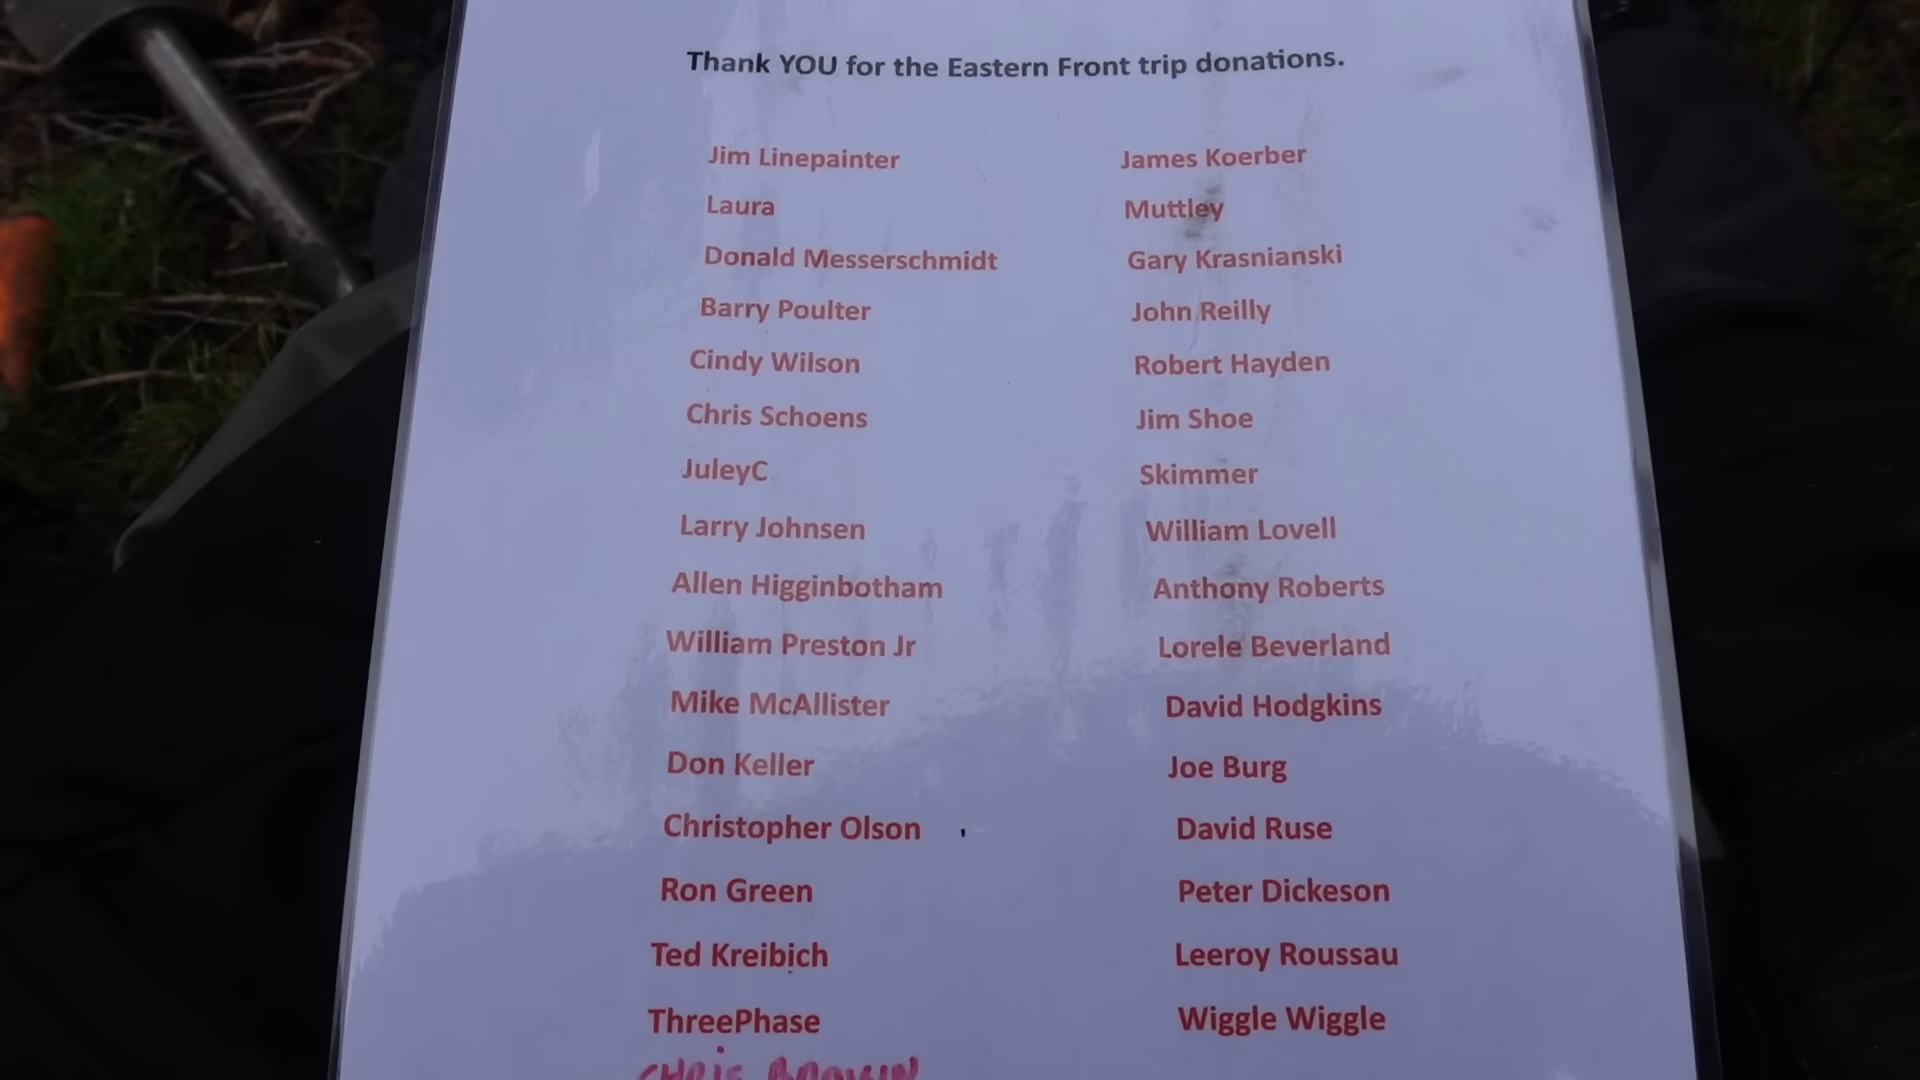 Thank YOU for the Eastern Front trip donations.
Jim Linepainter
Laura
Donald Messerschmidt
Barry Poulter
Cindy Wilson
Chris Schoens
JuleyC
Larry Johnsen
Allen Higginbotham
William Preston Jr
Mike McAllister
Don Keller
Christopher Olson
Ron Green
Ted Kreibich
ThreePhase
CHRIS BROWN
James Koerber
Muttley
Gary Krasnianski
John Reilly
Robert Hayden
Jim Shoe
Skimmer
William Lovell
Anthony Roberts
Lorele Beverland
David Hodgkins
Joe Burg
David Ruse
Peter Dickeson
Leeroy Roussau
Wiggle Wiggle